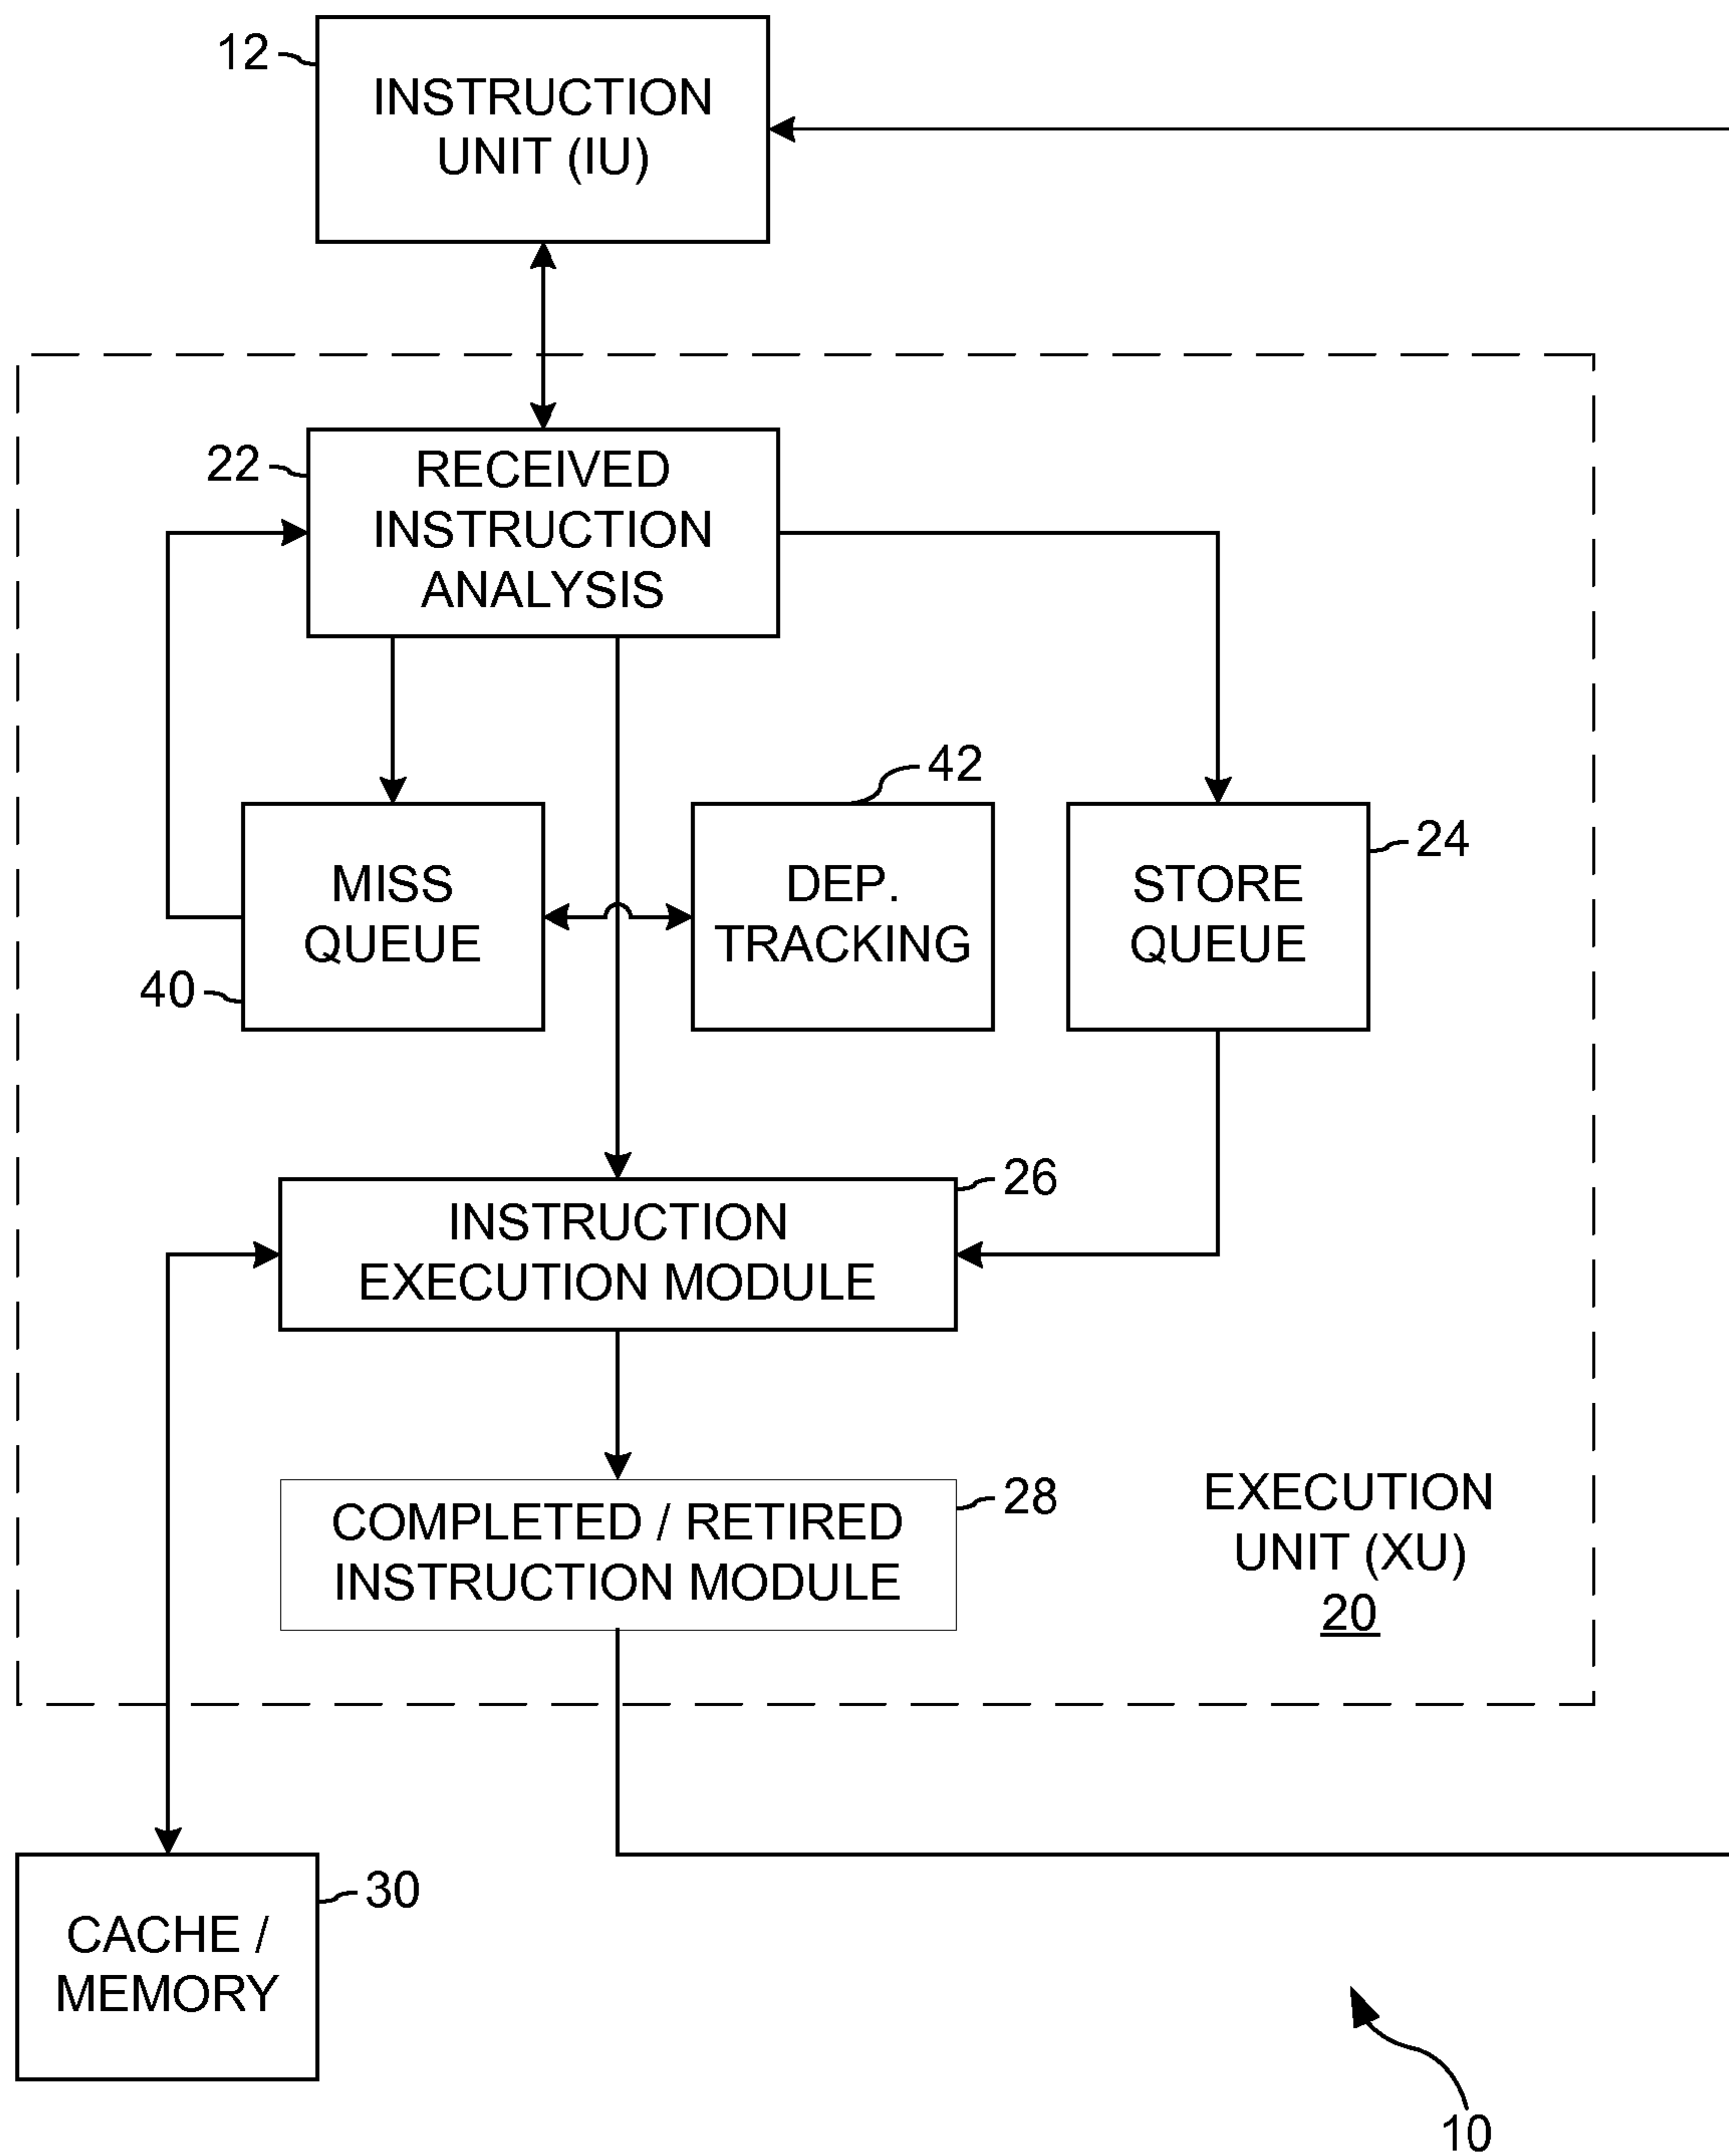 12
INSTRUCTION
UNIT (IU)
22
RECEIVED
INSTRUCTION
ANALYSIS
42
MISS
QUEUE
40
DEP.
TRACKING
STORE
QUEUE
24
26
INSTRUCTION
EXECUTION MODULE
28
COMPLETED / RETIRED
INSTRUCTION MODULE
EXECUTION
UNIT (XU)
20
30
CACHE /
MEMORY
10